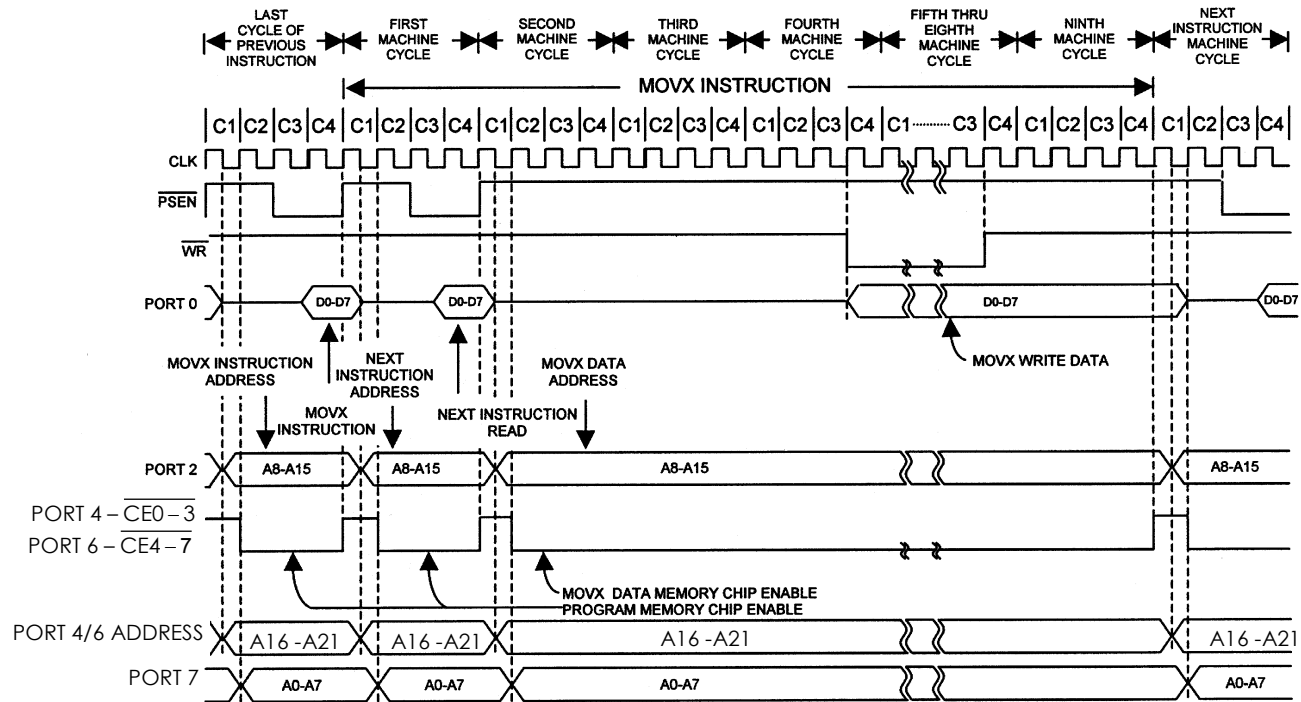 LAST
CYCLE OF
PREVIOUS
INSTRUCTION
FIRST
MACHINE
CYCLE
SECOND
MACHINE
CYCLE
THIRD
MACHINE
CYCLE
FOURTH
MACHINE
CYCLE
FIFTH THRU
EIGHTH
MACHINE
CYCLE
NINTH
MACHINE
CYCLE
NEXT
INSTRUCTION
MACHINE
CYCLE
MOVX INSTRUCTION
C1 C2 C3 C4 C1 C2 C3 C4 C1 C2 C3 C4 C1 C2 C3 C4 C1 C2 C3 C4 C1 .......... C3 C4 C1 C2 C3 C4 C1 C2 C3 C4
CLK
PSEN
WR
PORT 0 D0-D7 D0-D7 D0-D7 D0-D7
MOVX INSTRUCTION
ADDRESS
NEXT
INSTRUCTION
ADDRESS
MOVX DATA
ADDRESS
MOVX WRITE DATA
MOVX
INSTRUCTION
NEXT INSTRUCTION
READ
PORT 2 A8-A15 A8-A15 A8-A15 A8-A15
PORT 4 – CE0 – 3
PORT 6 – CE4 – 7
MOVX DATA MEMORY CHIP ENABLE
PROGRAM MEMORY CHIP ENABLE
PORT 4/6 ADDRESS A16 -A21 A16 -A21 A16 -A21 A16 -A21
PORT 7 A0-A7 A0-A7 A0-A7 A0-A7